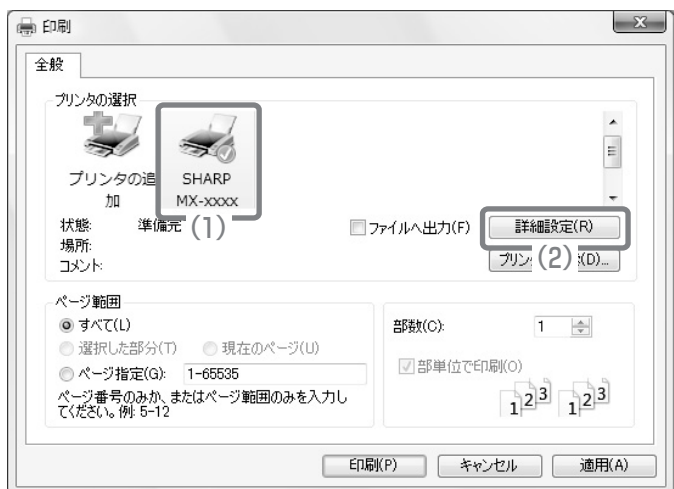 印刷
全般
プリンタの選択
プリンタの追
加
SHARP
MX-xxxx
(1)
状態: 準備完
場所:
コメント:
ファイルへ出力(F)
詳細設定(R)
(2)
プリン (D)...
ページ範囲
すべて(L)
選択した部分(T) 現在のページ(U)
ページ指定(G): 1-65535
ページ番号のみか、またはページ範囲のみを入力し
てください。例: 5-12
部数(C): 1
部単位で印刷(O)
1 2 3 1 2 3
印刷(P) キャンセル 適用(A)